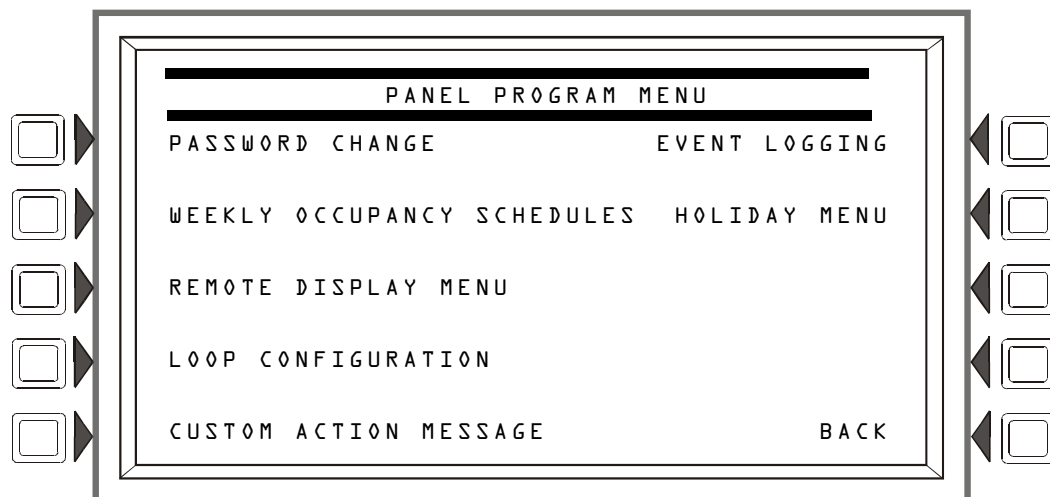 PANEL PROGRAM MENU
PASSWORD CHANGE EVENT LOGGING
WEEKLY OCCUPANCY SCHEDULES HOLIDAY MENU
REMOTE DISPLAY MENU
LOOP CONFIGURATION
CUSTOM ACTION MESSAGE BACK